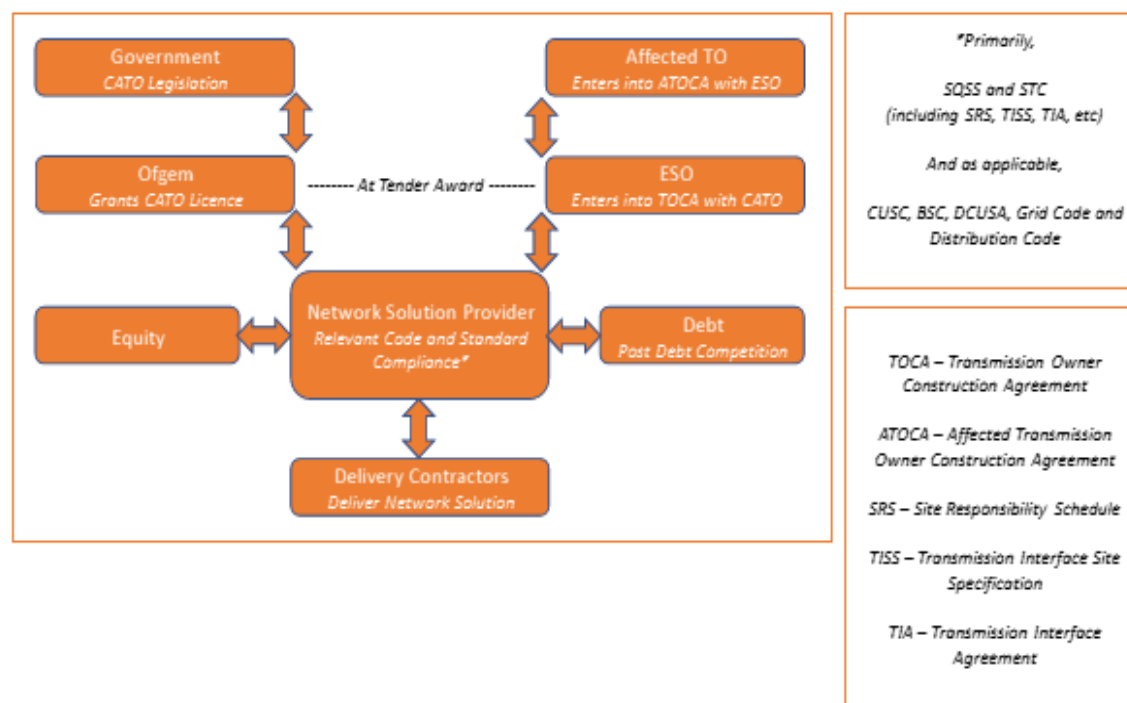 Government
CATO Legislation
Affected TO
Enters into ATOCA with ESO
Ofgem
Grants CATO Licence
-------- At Tender Award --------
ESO
Enters into TOCA with CATO
Network Solution Provider
Relevant Code and Standard
Compliance*
Equity
Debt
Post Debt Competition
Delivery Contractors
Deliver Network Solution
*Primarily,
SQSS and STC
(including SRS, TISS, TIA, etc)
And as applicable,
CUSC, BSC, DCUSA, Grid Code and
Distribution Code
TOCA – Transmission Owner
Construction Agreement
ATOCA – Affected Transmission
Owner Construction Agreement
SRS – Site Responsibility Schedule
TISS – Transmission Interface Site
Specification
TIA – Transmission Interface
Agreement